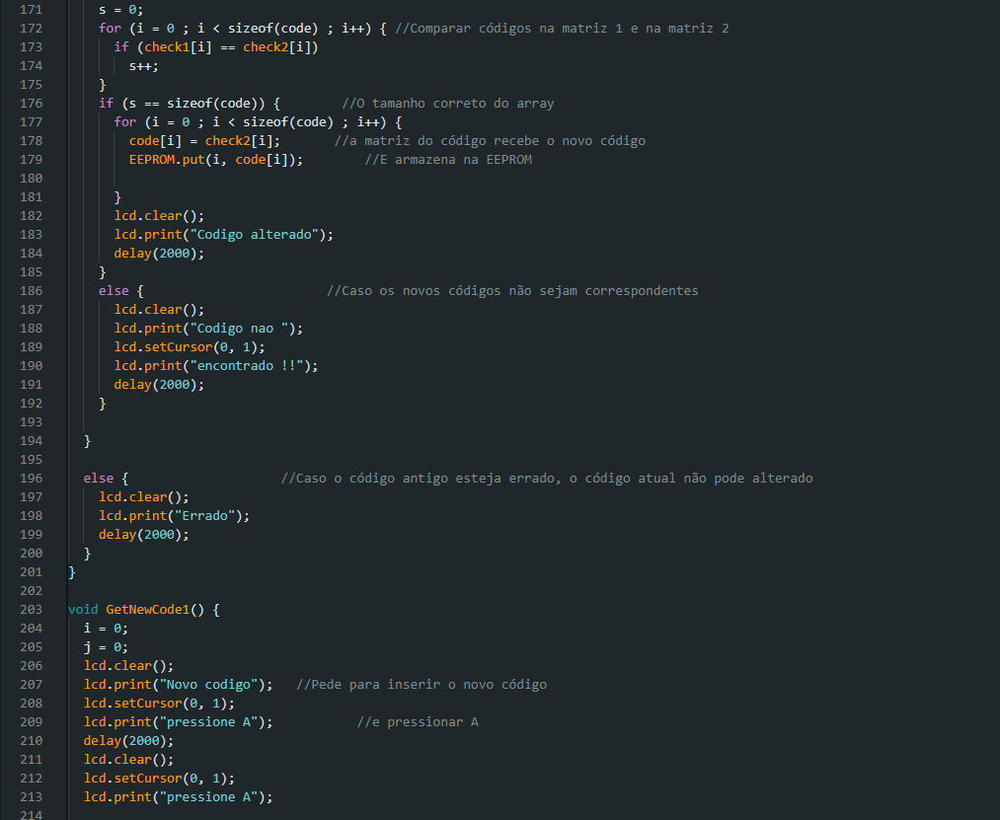 171 s = 0;
172 for (i = 0 ; i < sizeof(code) ; i++) { //Comparar códigos na matriz 1 e na matriz 2
173 if (check1[i] == check2[i])
174 s++;
175 }
176 if (s == sizeof(code)) { //O tamanho correto do array
177 for (i = 0 ; i < sizeof(code) ; i++) {
178 code[i] = check2[i]; //a matriz do código recebe o novo código
179 EEPROM.put(i, code[i]); //E armazena na EEPROM
180
181 }
182 lcd.clear();
183 lcd.print("Codigo alterado");
184 delay(2000);
185 }
186 else { //Caso os novos códigos não sejam correspondentes
187 lcd.clear();
188 lcd.print("Codigo nao ");
189 lcd.setCursor(0, 1);
190 lcd.print("encontrado !!");
191 delay(2000);
192 }
193
194 }
195
196 else { //Caso o código antigo esteja errado, o código atual não pode alterado
197 lcd.clear();
198 lcd.print("Errado");
199 delay(2000);
200 }
201 }
202
203 void GetNewCode1() {
204 i = 0;
205 j = 0;
206 lcd.clear();
207 lcd.print("Novo codigo"); //Pede para inserir o novo código
208 lcd.setCursor(0, 1);
209 lcd.print("pressione A"); //e pressionar A
210 delay(2000);
211 lcd.clear();
212 lcd.setCursor(0, 1);
213 lcd.print("pressione A");
214